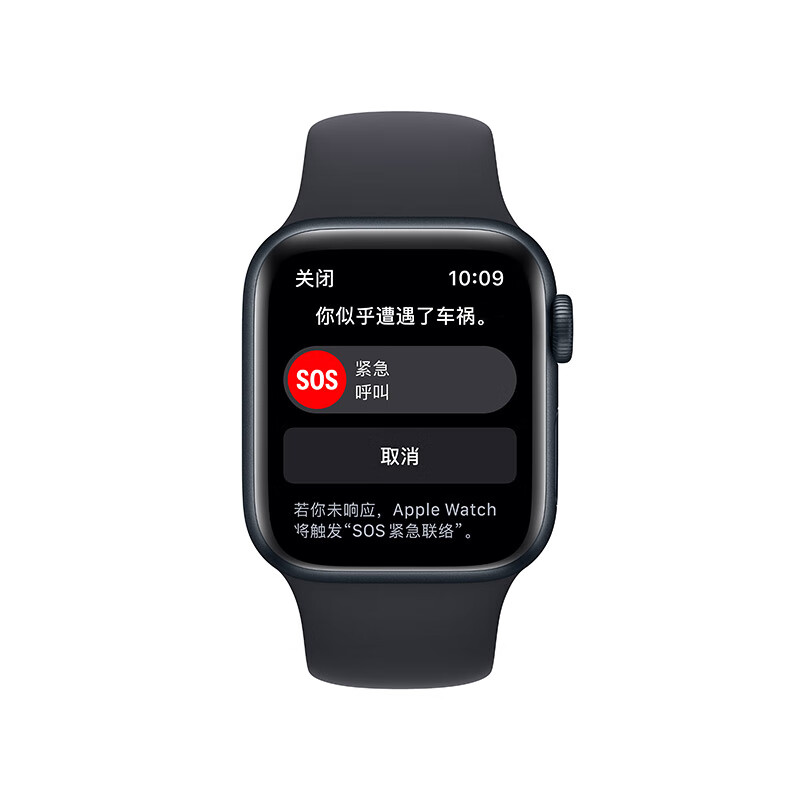 关闭 10:09
你似乎遭遇了车祸。
SOS 紧急
呼叫
取消
若你未响应，Apple Watch
将触发“SOS 紧急联络”。